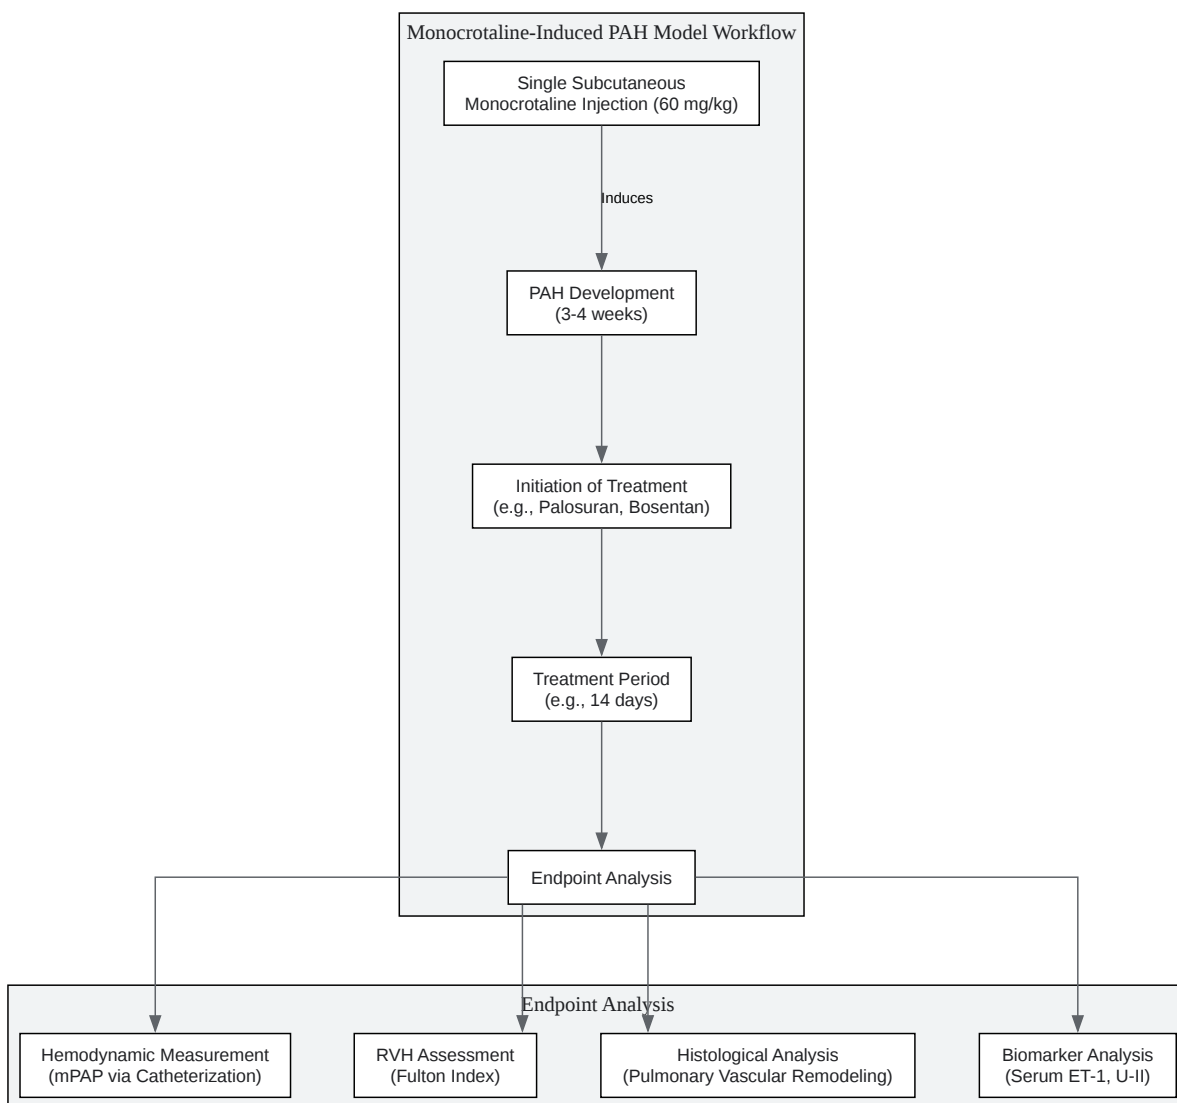 Monocrotaline-Induced PAH Model Workflow
Single Subcutaneous
Monocrotaline Injection (60 mg/kg)
Induces
PAH Development
(3-4 weeks)
Initiation of Treatment
(e.g., Palosuran, Bosentan)
Treatment Period
(e.g., 14 days)
Endpoint Analysis
Endpoint Analysis
Hemodynamic Measurement
(mPAP via Catheterization)
RVH Assessment
(Fulton Index)
Histological Analysis
(Pulmonary Vascular Remodeling)
Biomarker Analysis
(Serum ET-1, U-II)